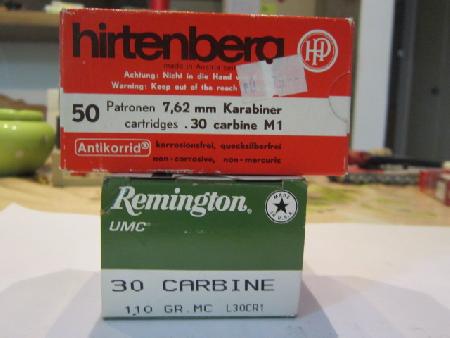 hirtenberg
HP
made in Austria
Achtung: Nicht in die Hand
Warning: Keep out of the reach
50 Patronen 7,62 mm Karabiner
cartridges .30 carbine M1
Antikorrid® korrosionsfrei, quecksilberfrei
non-corrosive, non-mercuric
Remington®
UMC®
MADE IN U.S.A.
30 CARBINE
110 GR.MC L30CR1